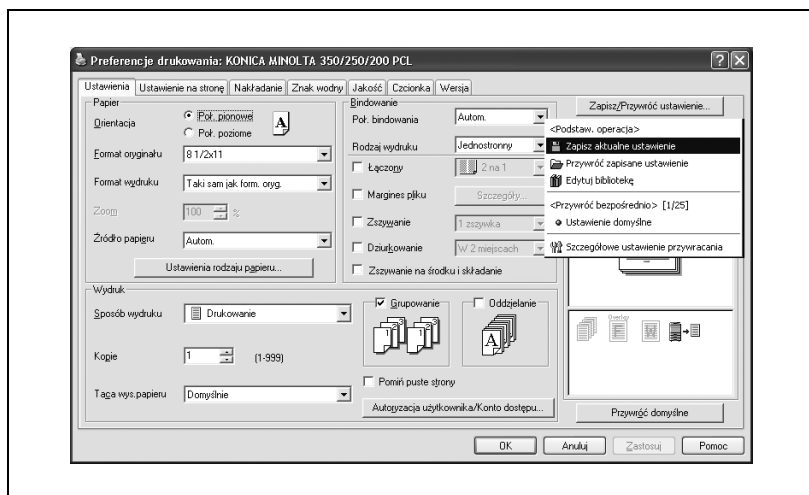 Preferencje drukowania: KONICA MINOLTA 350/250/200 PCL
Ustawienia Ustawienie na stronę Nakładanie Znak wodny Jakość Czcionka Wersja
Papier
Orientacja
Poł. pionowe
Poł. poziome
Format oryginału 8 1/2x11
Format wydruku Taki sam jak form. oryg.
Zoom 100 %
Źródło papieru Autom.
Ustawienia rodzaju papieru...
Bindowanie
Poł. bindowania Autom.
Rodzaj wydruku Jednostronny
Łączony 2 na 1
Margines pliku Szczegóły...
Zszywanie 1 zszywka
Dziurkowanie W 2 miejscach
Zszywanie na środku i składanie
Zapisz/Przywróć ustawienie...
<Podstaw. operacja>
Zapisz aktualne ustawienie
Przywróć zapisane ustawienie
Edytuj bibliotekę
<Przywróć bezpośrednio> [1/25]
Ustawienie domyślne
Szczegółowe ustawienie przywracania
Wydruk
Sposób wydruku Drukowanie
Kopie 1 (1-999)
Taca wys.papieru Domyślnie
Grupowanie
Oddzielanie
Pomiń puste strony
Autoryzacja użytkownika/Konto dostępu...
Overlay
Przywróć domyślne
OK Anuluj Zastosuj Pomoc